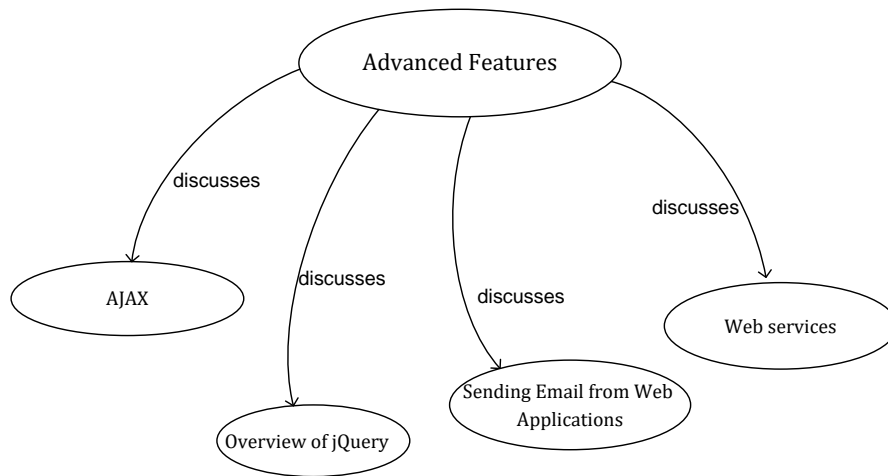 Advanced Features
discusses
discusses
discusses
discusses
AJAX
Web services
Sending Email from Web
Applications
Overview of jQuery